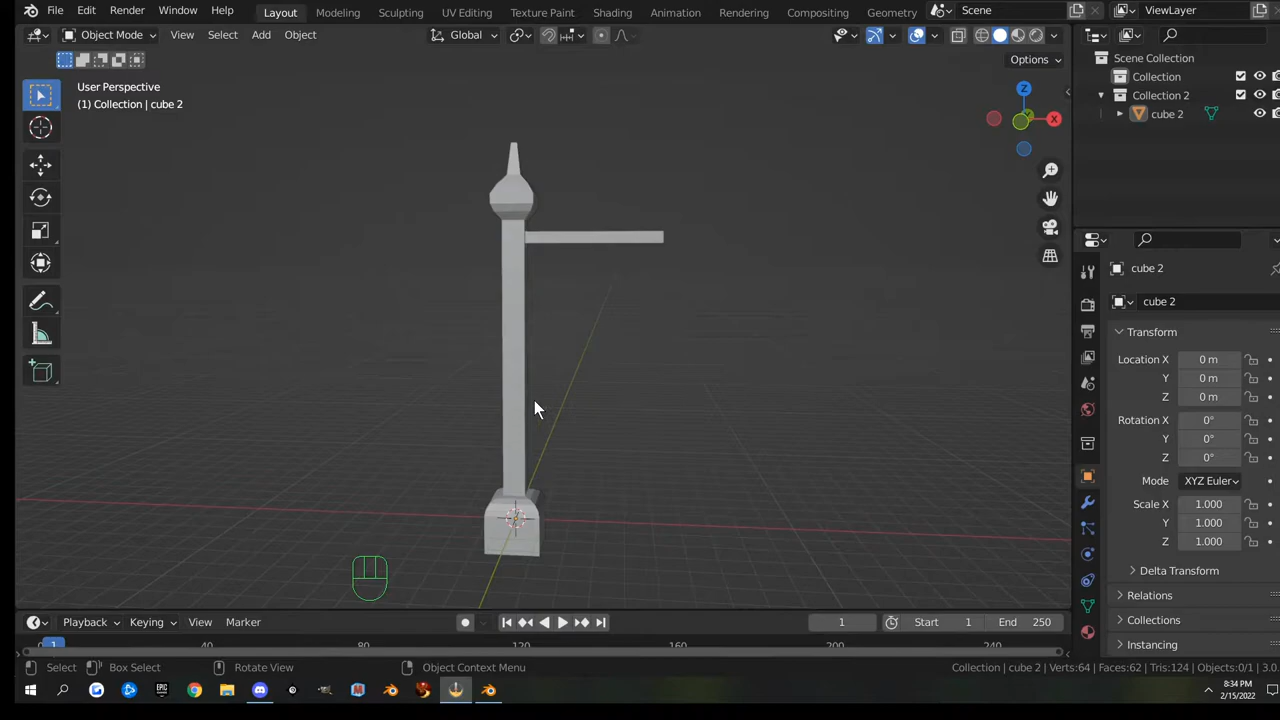 File Edit Render Window Help Layout Modeling Sculpting UV Editing Texture Paint Shading Animation Rendering Compositing Geometry Scene ViewLayer
Object Mode View Select Add Object Global
Options
User Perspective
(1) Collection | cube 2
Z
X
Scene Collection
Collection
Collection 2
cube 2
cube 2
cube 2
Transform
Location X 0 m
Y 0 m
Z 0 m
Rotation X 0°
Y 0°
Z 0°
Mode XYZ Euler
Scale X 1.000
Y 1.000
Z 1.000
Delta Transform
Relations
Collections
Instancing
Playback Keying View Marker 1 Start 1 End 250
0 1 40 80 120 160 200 240
Select Box Select Rotate View Object Context Menu Collection | cube 2 | Verts:64 | Faces:62 | Tris:124 | Objects:0/1 | 3.0
8:34 PM
2/15/2022